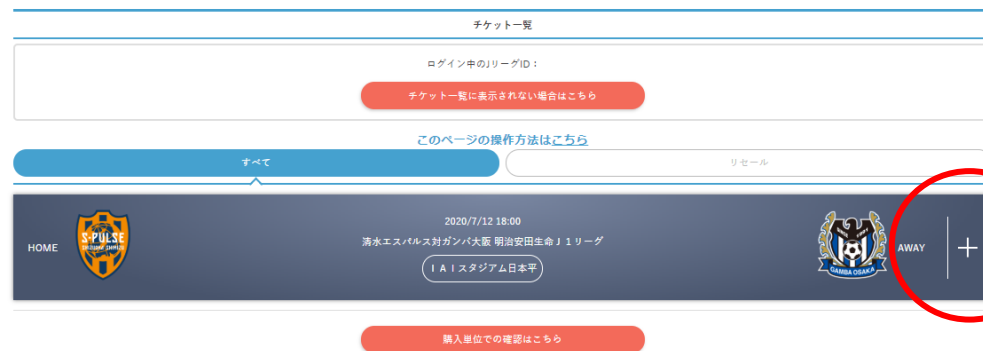 チケット一覧
ログイン中のJリーグID：
チケット一覧に表示されない場合はこちら
このページの操作方法はこちら
すべて
リセール
2020/7/12 18:00
HOME
S-PULSE
清水エスパルス対ガンバ大阪 明治安田生命Ｊ１リーグ
AWAY
ＩＡＩスタジアム日本平
GAMBA OSAKA
購入単位での確認はこちら